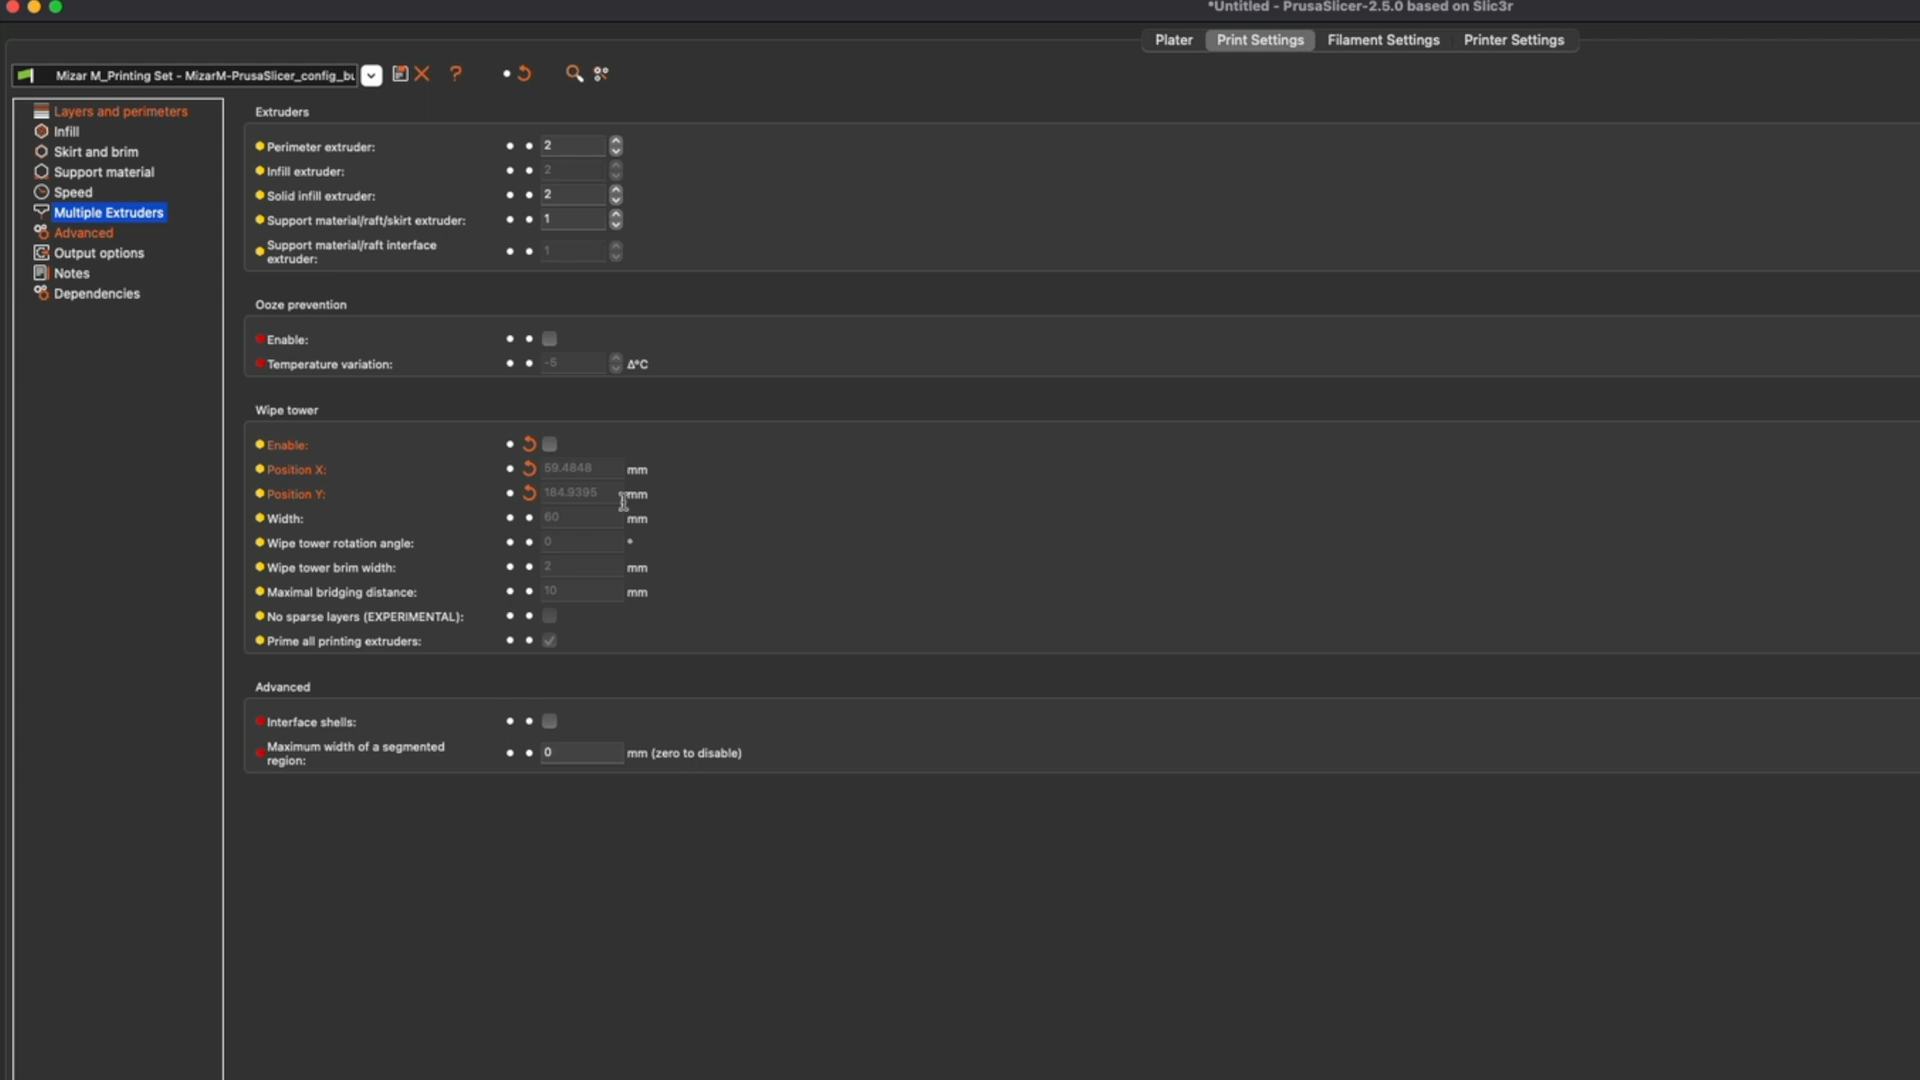 *Untitled - PrusaSlicer-2.5.0 based on Slic3r
Plater Print Settings Filament Settings Printer Settings
Mizar M_Printing Set - MizarM-PrusaSlicer_config_bu
?
Layers and perimeters
Infill
Skirt and brim
Support material
Speed
Multiple Extruders
Advanced
Output options
Notes
Dependencies
Extruders
Perimeter extruder: 2
Infill extruder: 2
Solid infill extruder: 2
Support material/raft/skirt extruder: 1
Support material/raft interface
extruder: 1
Ooze prevention
Enable:
Temperature variation: -5 Δ°C
Wipe tower
Enable:
Position X: 59.4848 mm
Position Y: 184.9395 mm
Width: 60 mm
Wipe tower rotation angle: 0 °
Wipe tower brim width: 2 mm
Maximal bridging distance: 10 mm
No sparse layers (EXPERIMENTAL):
Prime all printing extruders:
Advanced
Interface shells:
Maximum width of a segmented
region: 0 mm (zero to disable)